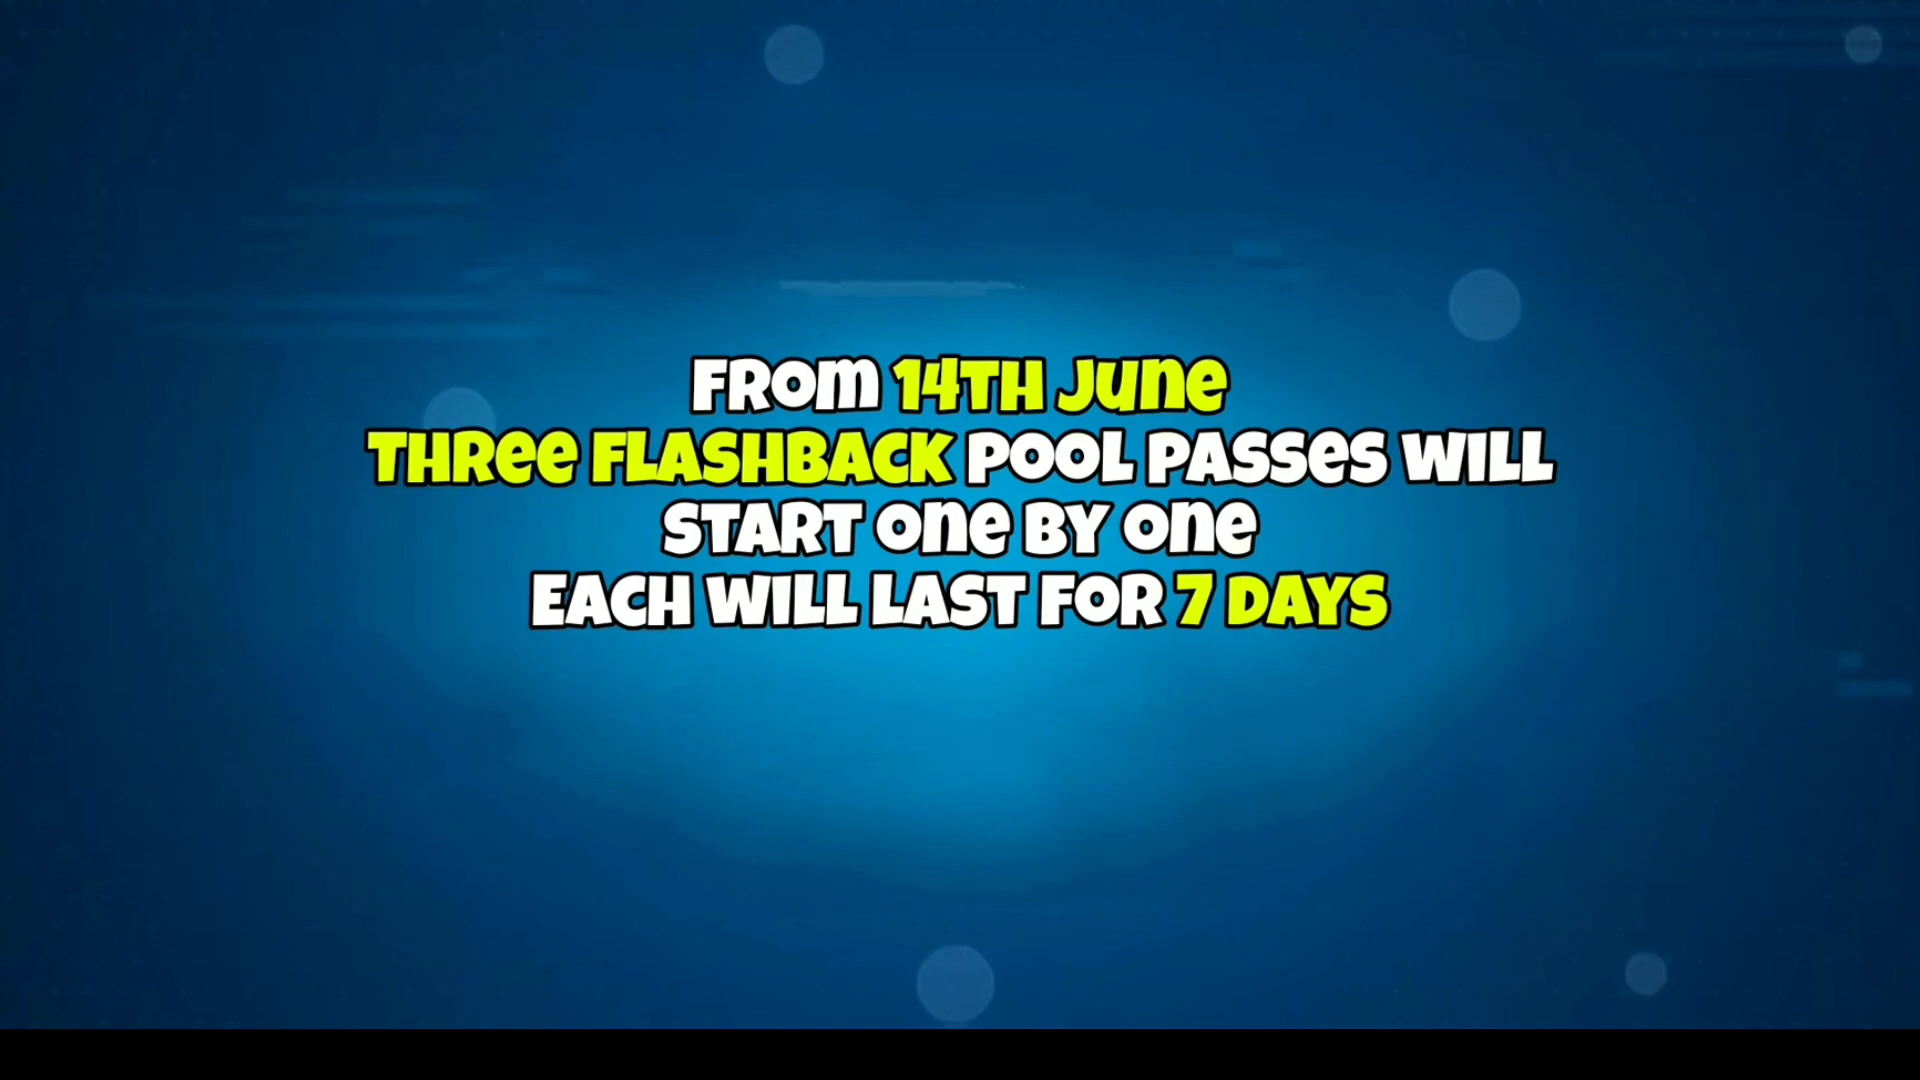 FROM 14TH JUNE
THREE FLASHBACK POOL PASSES WILL
START ONE BY ONE
EACH WILL LAST FOR 7 DAYS